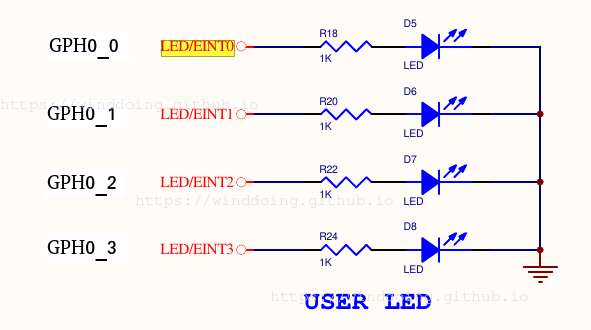 D5
R18
GPH0_0 LED/EINT0
1K LED
D6
https://winddoing.github.io
R20
GPH0_1 LED/EINT1
1K LED
D7
R22
GPH0_2 LED/EINT2
1K LED
https://winddoing.github.io
D8
R24
GPH0_3 LED/EINT3
1K LED
https://winddoing.github.io
USER LED